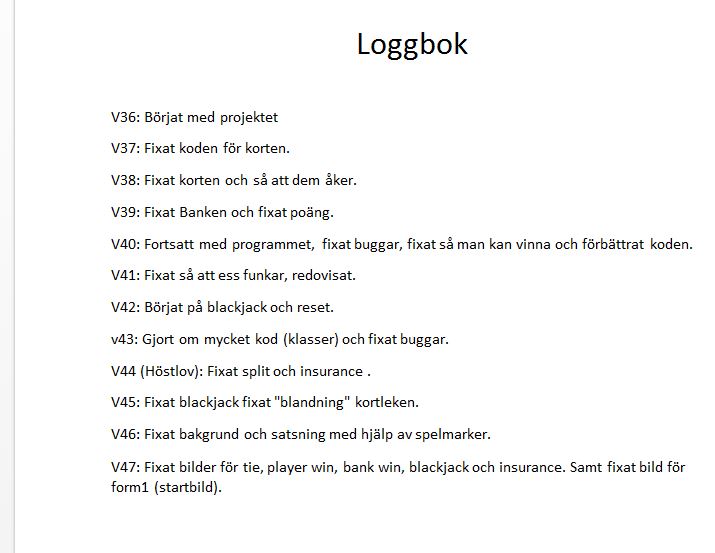 Loggbok
V36: Börjat med projektet
V37: Fixat koden för korten.
V38: Fixat korten och så att dem åker.
V39: Fixat Banken och fixat poäng.
V40: Fortsatt med programmet,  fixat buggar, fixat så man kan vinna och förbättrat koden.
V41: Fixat så att ess funkar, redovisat.
V42: Börjat på blackjack och reset.
v43: Gjort om mycket kod (klasser) och fixat buggar.
V44 (Höstlov): Fixat split och insurance .
V45: Fixat blackjack fixat "blandning" kortleken.
V46: Fixat bakgrund och satsning med hjälp av spelmarker.
V47: Fixat bilder för tie, player win, bank win, blackjack och insurance. Samt fixat bild för
form1 (startbild).